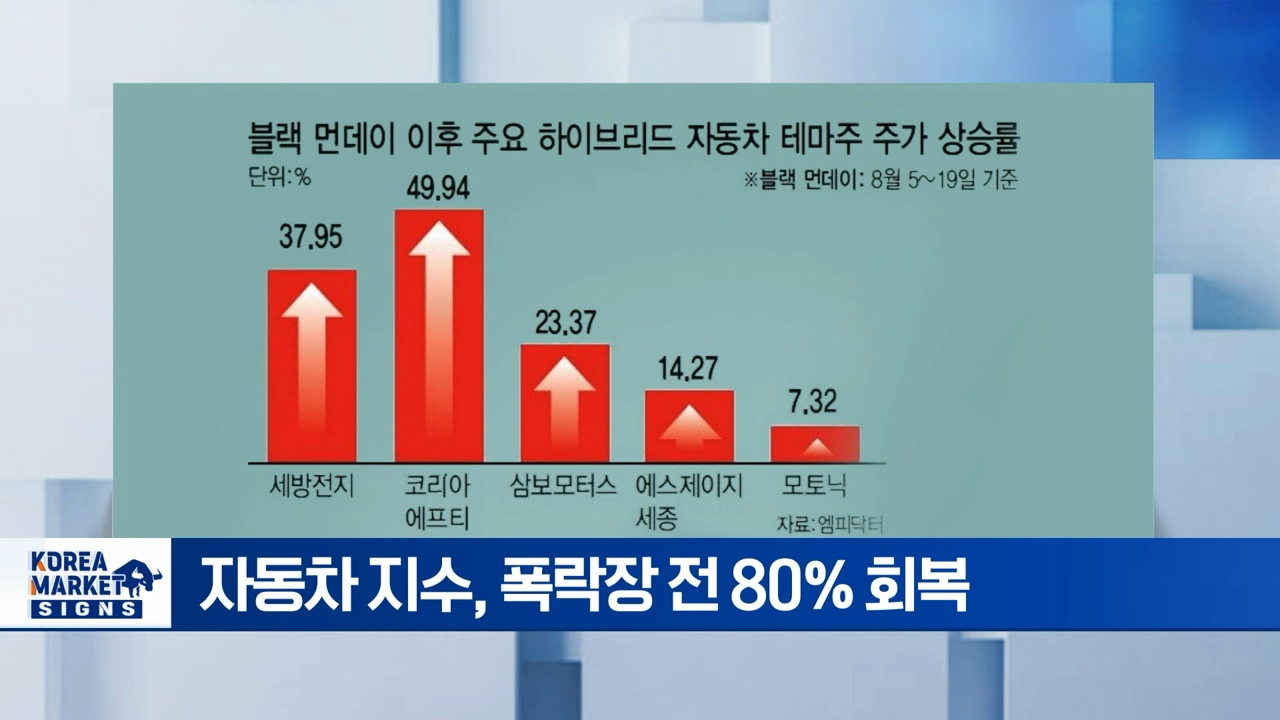 블랙 먼데이 이후 주요 하이브리드 자동차 테마주 주가 상승률
단위:%
※블랙 먼데이: 8월 5~19일 기준
37.95
49.94
23.37
14.27
7.32
세방전지
코리아
에프티
삼보모터스
에스제이지
세종
모토닉
자료:엠피닥터
KOREA
MARKET
SIGNS
자동차 지수, 폭락장 전 80% 회복